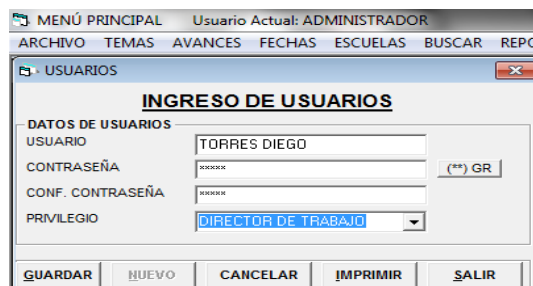 MENÚ PRINCIPAL Usuario Actual: ADMINISTRADOR
ARCHIVO TEMAS AVANCES FECHAS ESCUELAS BUSCAR REPO
USUARIOS
INGRESO DE USUARIOS
DATOS DE USUARIOS
USUARIO TORRES DIEGO
CONTRASEÑA ***** (**) GR
CONF. CONTRASEÑA *****
PRIVILEGIO DIRECTOR DE TRABAJO
GUARDAR NUEVO CANCELAR IMPRIMIR SALIR